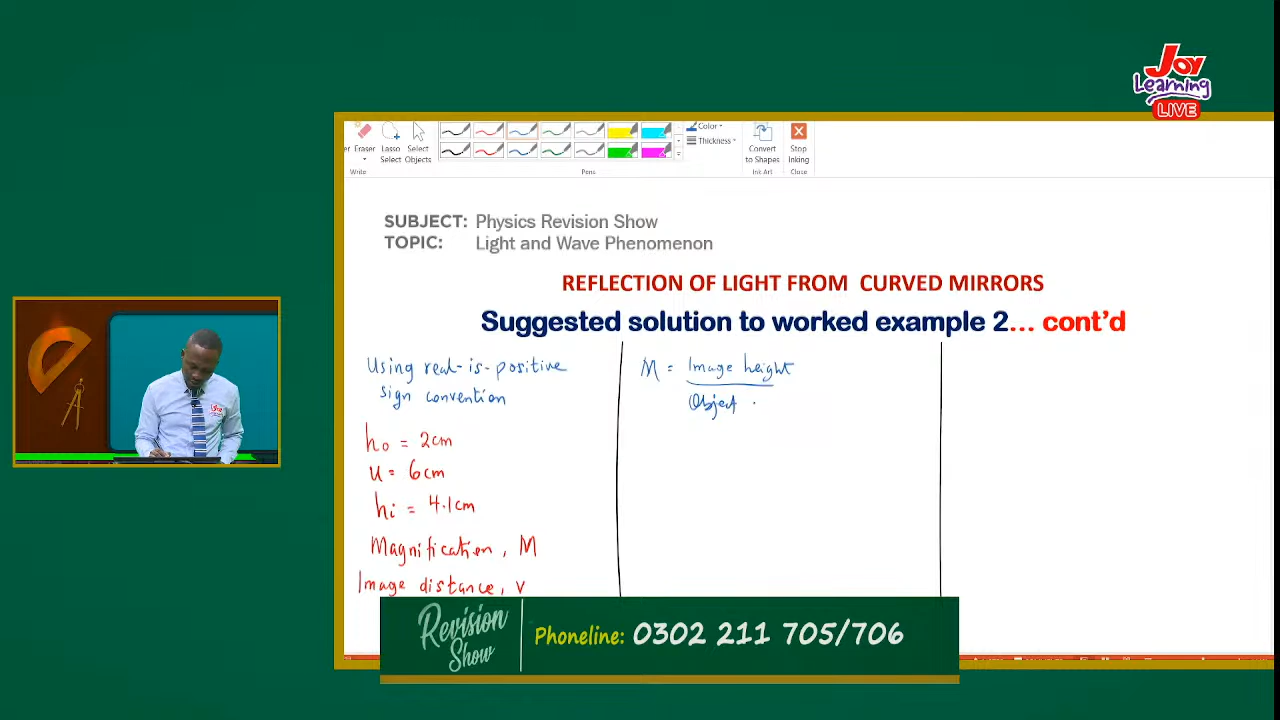 Joy
Learning
LIVE
er Eraser
Lasso
Select
Select
Objects
Color
Thickness
Convert
to Shapes
Stop
Inking
Write
Pens
Ink Art
Close
SUBJECT: Physics Revision Show
TOPIC: Light and Wave Phenomenon
REFLECTION OF LIGHT FROM CURVED MIRRORS
Suggested solution to worked example 2... cont'd
Using real-is-positive
sign convention
ho = 2cm
u = 6cm
hi = 4.1cm
Magnification, M
Image distance, v
M = Image height
Object
Revision
Show
Phoneline: 0302 211 705/706